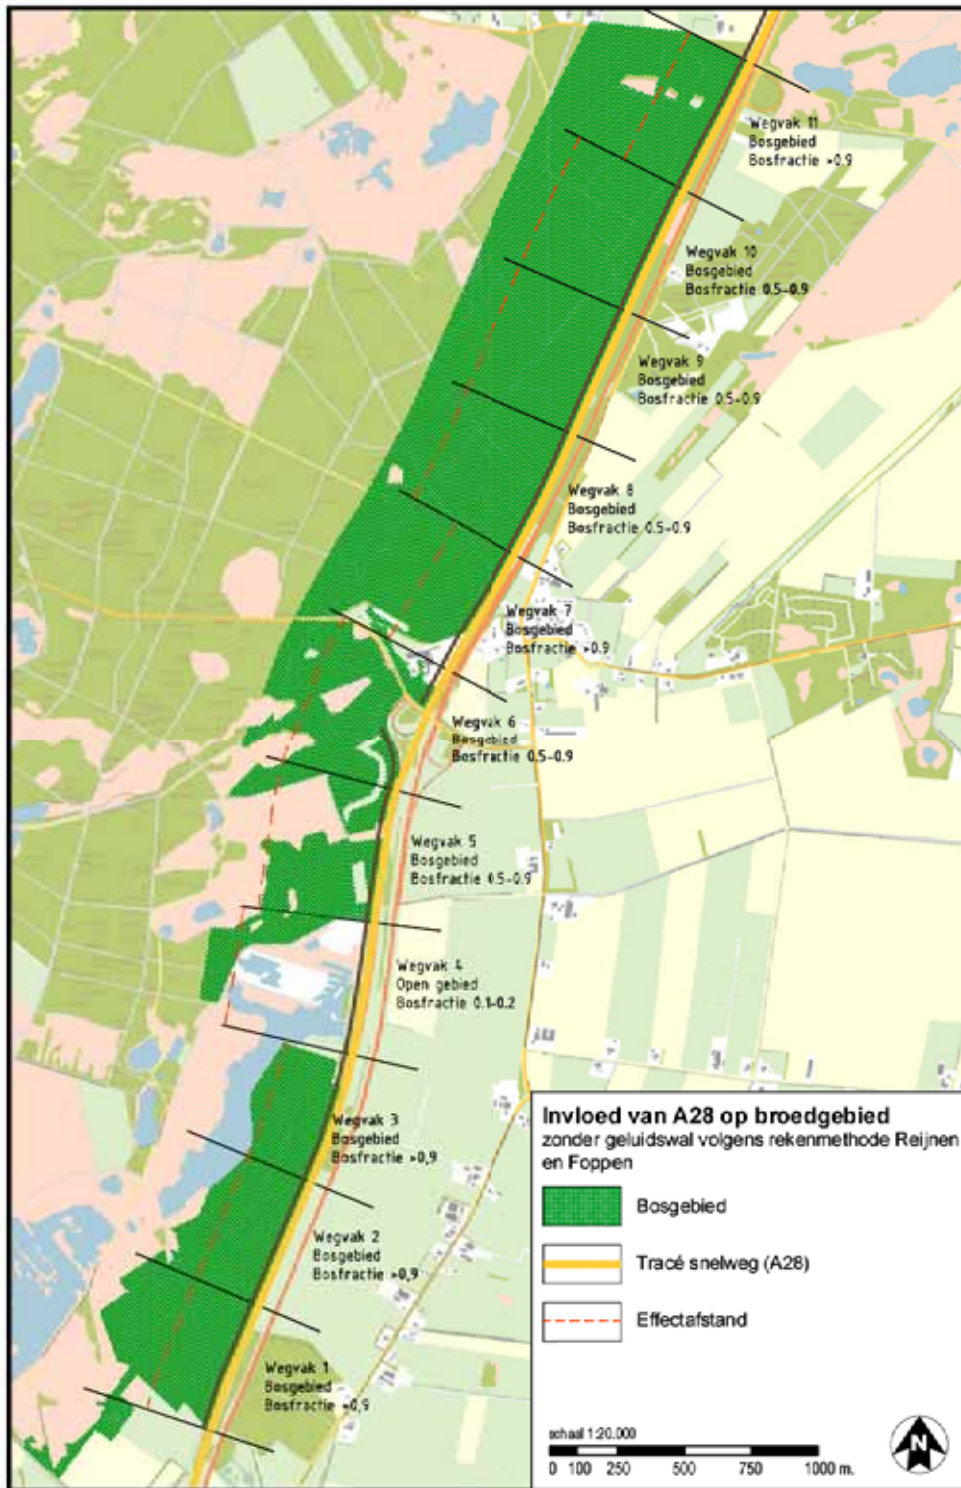 Wegvak 11
Bosgebied
Bosfractie >0.9
Wegvak 10
Bosgebied
Bosfractie 0.5-0.9
Wegvak 9
Bosgebied
Bosfractie 0.5-0.9
Wegvak 8
Bosgebied
Bosfractie 0.5-0.9
Wegvak 7
Bosgebied
Bosfractie >0.9
Wegvak 6
Bosgebied
Bosfractie 0.5-0.9
Wegvak 5
Bosgebied
Bosfractie 0.5-0.9
Wegvak 4
Open gebied
Bosfractie 0.1-0.2
Wegvak 3
Bosgebied
Bosfractie >0,9
Wegvak 2
Bosgebied
Bosfractie >0,9
Wegvak 1
Bosgebied
Bosfractie >0,9
Invloed van A28 op broedgebied
zonder geluidswal volgens rekenmethode Reijnen
en Foppen
Bosgebied
Tracé snelweg (A28)
Effectafstand
schaal 1:20.000
0 100 250 500 750 1000 m.
N